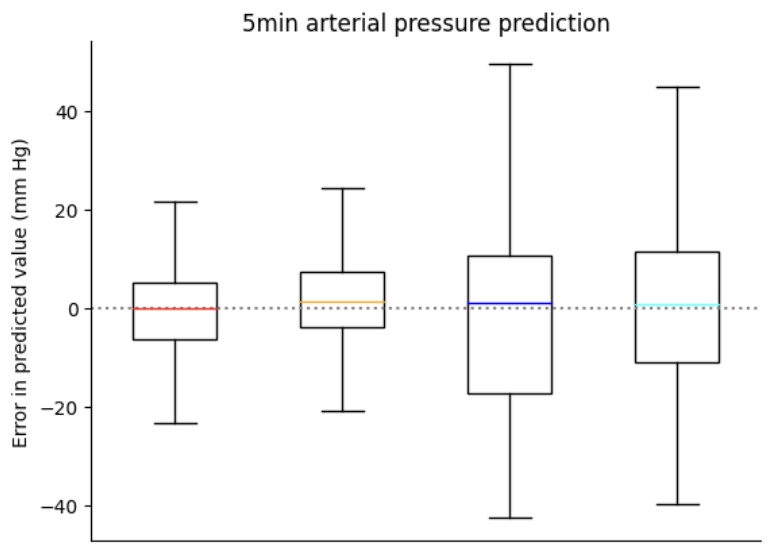 5min arterial pressure prediction
Error in predicted value (mm Hg)
40
20
0
−20
−40